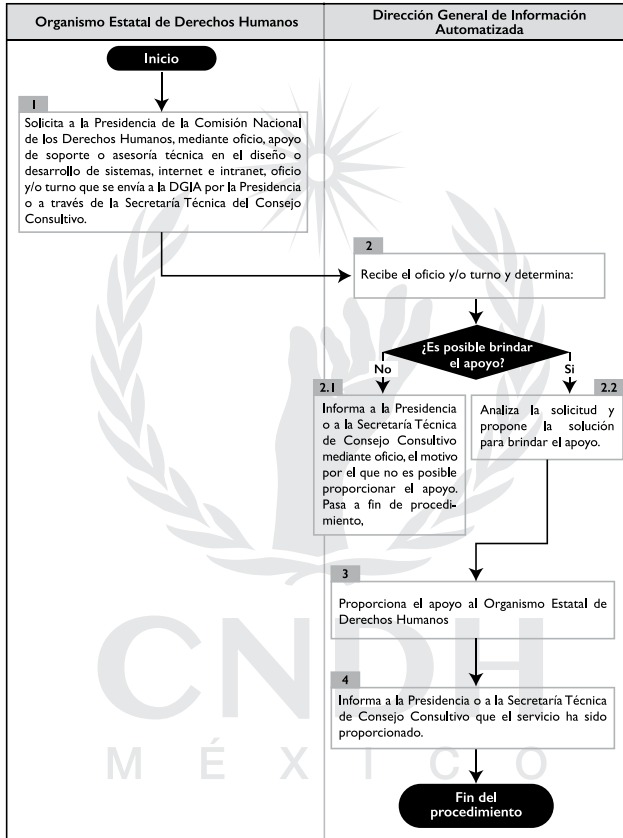 Organismo Estatal de Derechos Humanos
Dirección General de Información
Automatizada
Inicio
1
Solicita a la Presidencia de la Comisión Nacional
de los Derechos Humanos, mediante oficio, apoyo
de soporte o asesoría técnica en el diseño o
desarrollo de sistemas, internet e intranet, oficio
y/o turno que se envía a la DGIA por la Presidencia
o a través de la Secretaría Técnica del Consejo
Consultivo.
2
Recibe el oficio y/o turno y determina:
¿Es posible brindar
el apoyo?
No
Si
2.1
Informa a la Presidencia
o a la Secretaría Técnica
de Consejo Consultivo
mediante oficio, el motivo
por el que no es posible
proporcionar el apoyo.
Pasa a fin de procedi-
miento,
2.2
Analiza la solicitud y
propone la solución
para brindar el apoyo.
3
Proporciona el apoyo al Organismo Estatal de
Derechos Humanos
4
Informa a la Presidencia o a la Secretaría Técnica
de Consejo Consultivo que el servicio ha sido
proporcionado.
Fin del
procedimiento
CNDH
MÉXICO